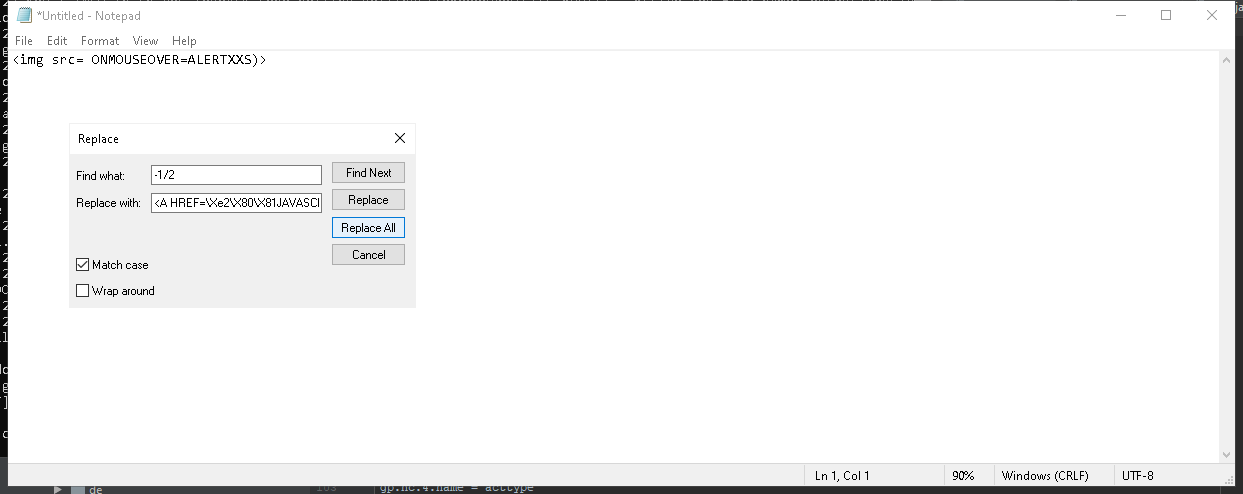 *Untitled - Notepad
File Edit Format View Help
<img src= ONMOUSEOVER=ALERTXXS)>
Replace
Find what: -1/2 Find Next
Replace with: <A HREF=\Xe2\X80\X81JAVASCI Replace
Replace All
Cancel
Match case
Wrap around
Ln 1, Col 1 90% Windows (CRLF) UTF-8
de gp.nc.4.name = acttype